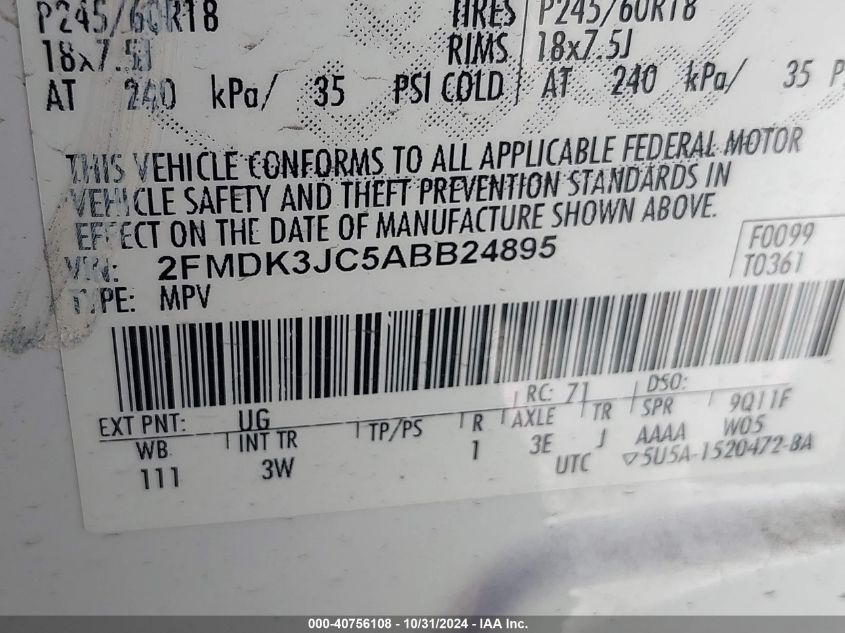 P245/60R18 TIRES P245/60R18
18x7.5J RIMS 18x7.5J
AT 240 kPa/ 35 PSI COLD AT 240 kPa/ 35 P
THIS VEHICLE CONFORMS TO ALL APPLICABLE FEDERAL MOTOR
VEHICLE SAFETY AND THEFT PREVENTION STANDARDS IN
EFFECT ON THE DATE OF MANUFACTURE SHOWN ABOVE.
VIN: 2FMDK3JC5ABB24895 F0099
TYPE: MPV T0361
RC: 71 DSO:
EXT PNT: UG R AXLE TR SPR 9Q11F
WB INT TR TP/PS 1 3E J AAAA W05
111 3W UTC ▽5U5A-1520472-BA
000-40756108 - 10/31/2024 - IAA Inc.